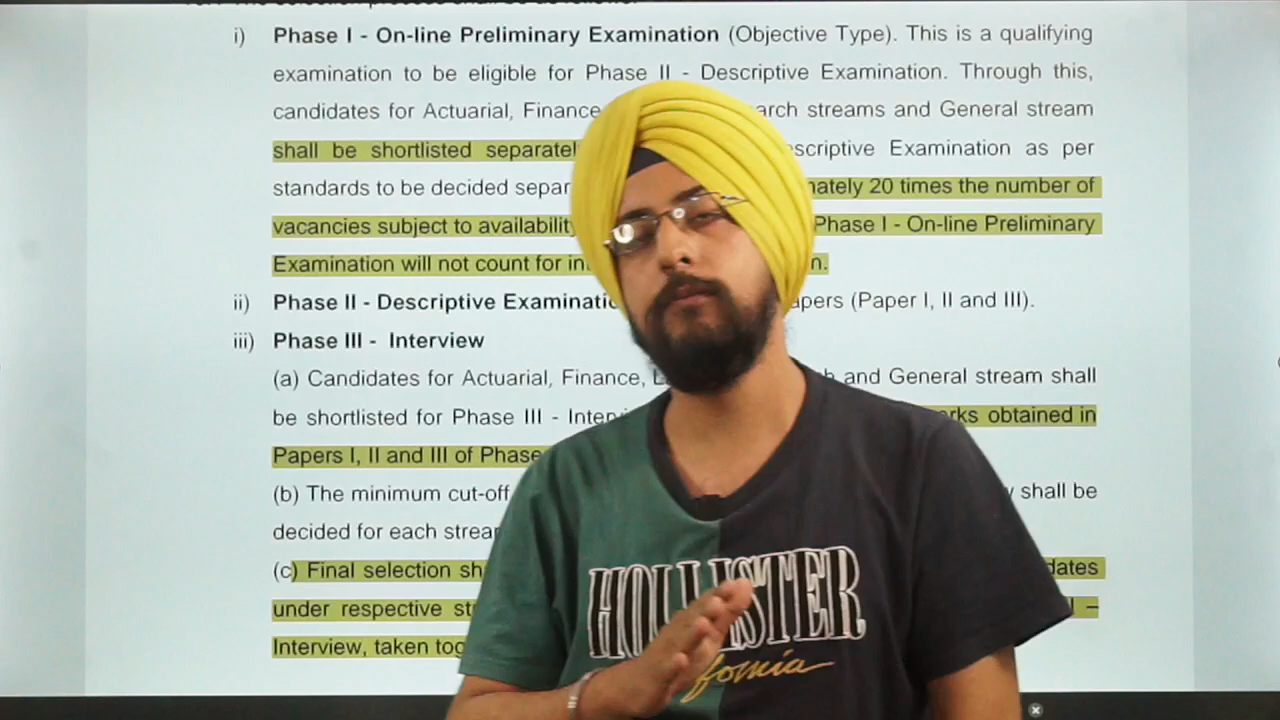 i) Phase I - On-line Preliminary Examination (Objective Type). This is a qualifying
examination to be eligible for Phase II - Descriptive Examination. Through this,
candidates for Actuarial, Finance, arch streams and General stream
shall be shortlisted separatel scriptive Examination as per
standards to be decided separ nately 20 times the number of
vacancies subject to availability Phase I - On-line Preliminary
Examination will not count for in n.
ii) Phase II - Descriptive Examinatio apers (Paper I, II and III).
iii) Phase III - Interview
(a) Candidates for Actuarial, Finance, L h and General stream shall
be shortlisted for Phase III - Interv rks obtained in
Papers I, II and III of Phase
(b) The minimum cut-off w shall be
decided for each strea
(c) Final selection sh dates
under respective st I –
Interview, taken tog
HOLLISTER
fornia